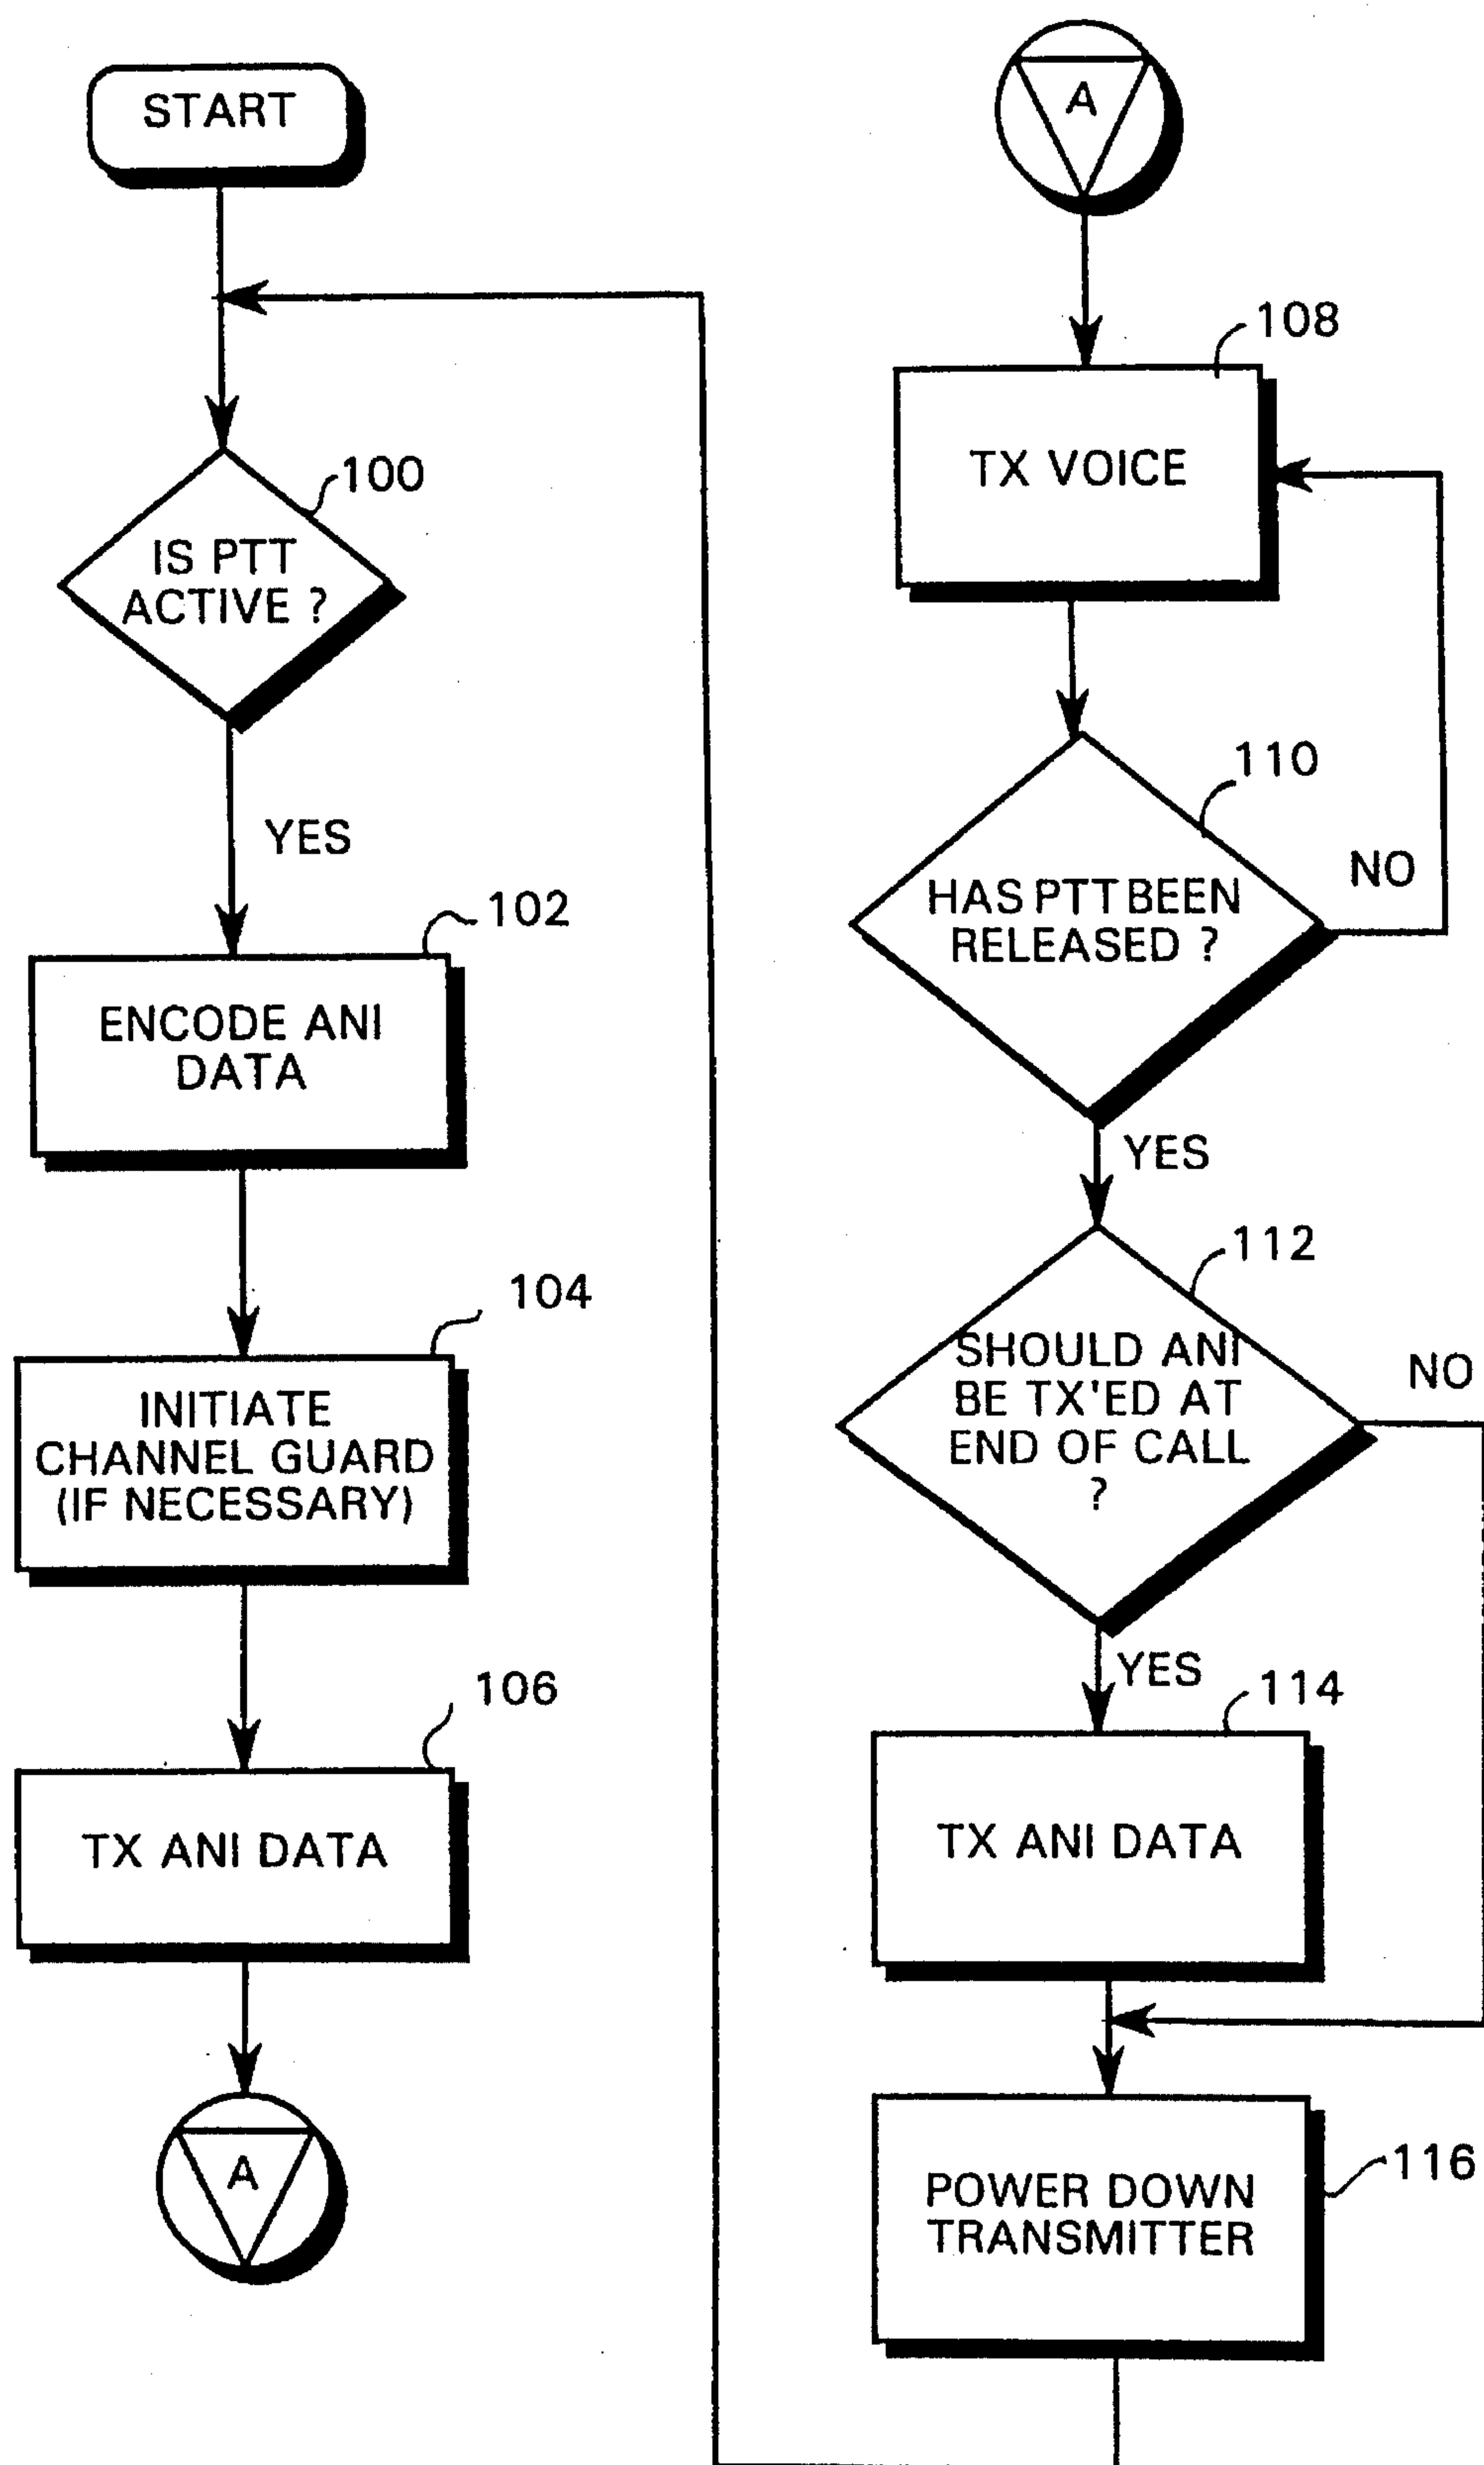 START
100
IS PTT
ACTIVE ?
YES
102
ENCODE ANI
DATA
104
INITIATE
CHANNEL GUARD
(IF NECESSARY)
106
TX ANI DATA
A
A
108
TX VOICE
110
HAS PTT BEEN
RELEASED ?
NO
YES
112
SHOULD ANI
BE TX'ED AT
END OF CALL
?
NO
YES
114
TX ANI DATA
116
POWER DOWN
TRANSMITTER